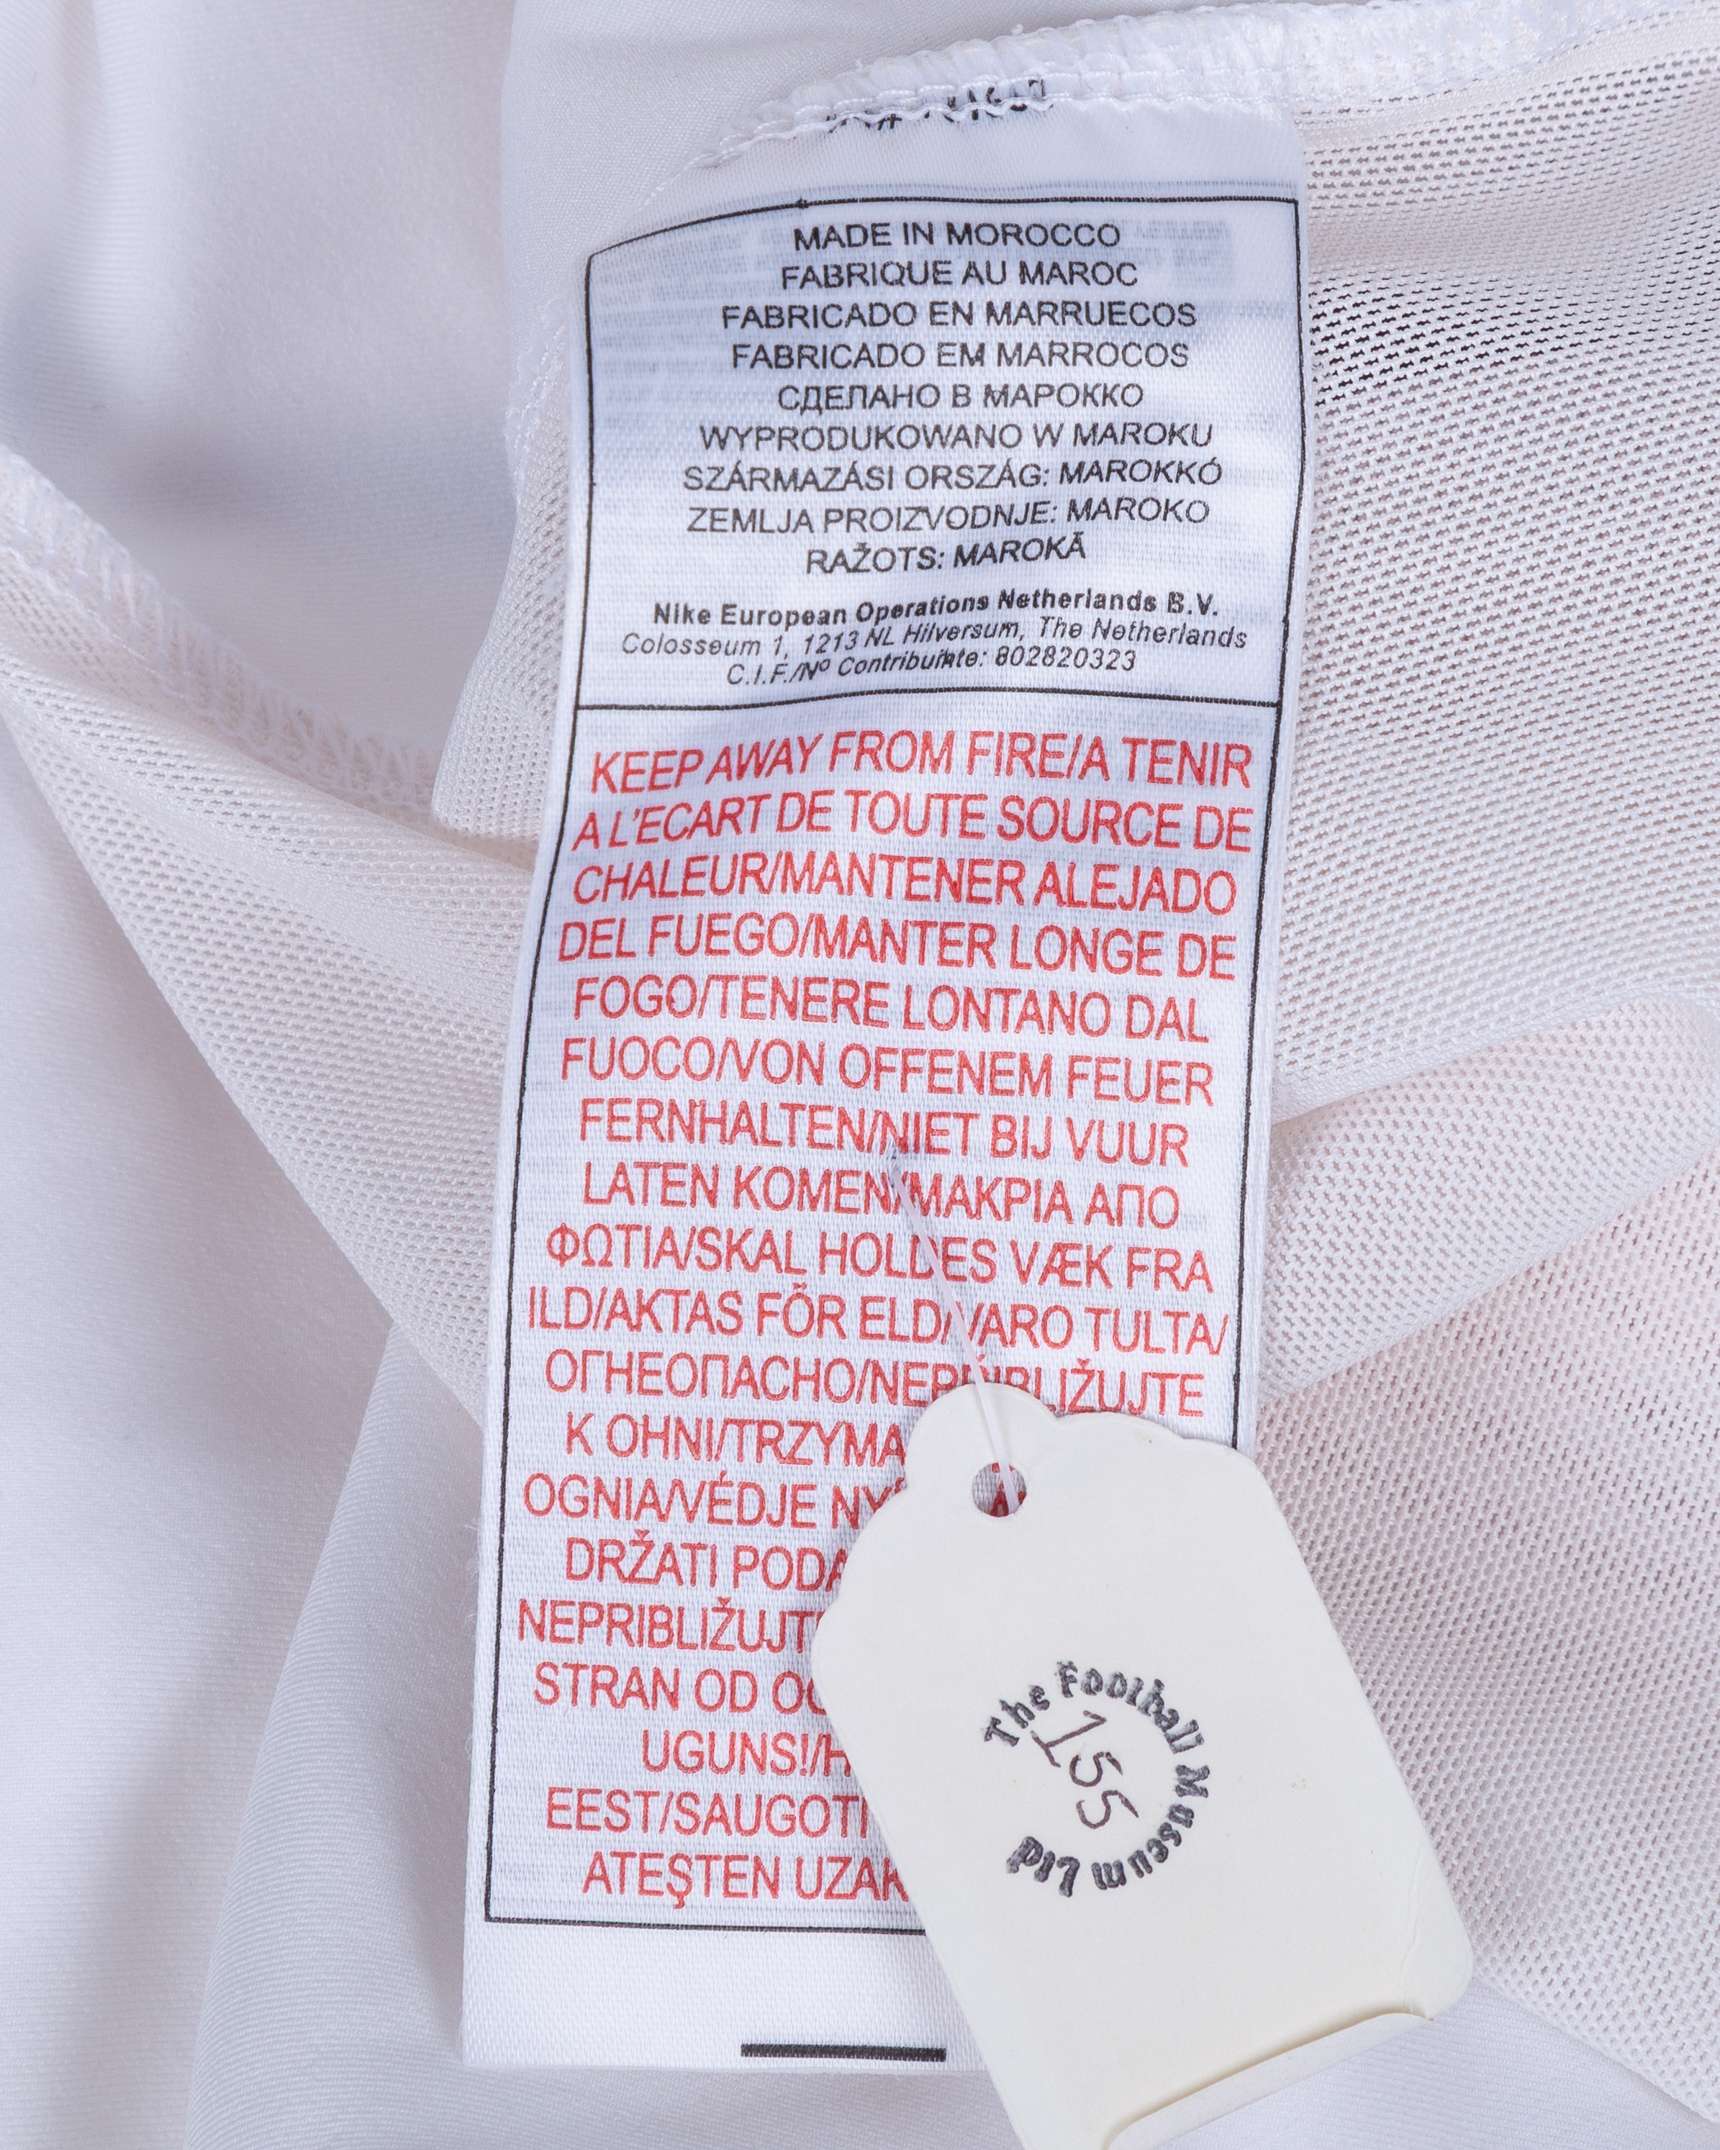 MADE IN MOROCCO
FABRIQUE AU MAROC
FABRICADO EN MARRUECOS
FABRICADO EM MARROCOS
СДЕЛАНО В МАРОККО
WYPRODUKOWANO W MAROKU
SZÁRMAZÁSI ORSZÁG: MAROKKÓ
ZEMLJA PROIZVODNJE: MAROKO
RAŽOTS: MAROKĀ
Nike European Operations Netherlands B.V.
Colosseum 1, 1213 NL Hilversum, The Netherlands
C.I.F./Nº 802820323
KEEP AWAY FROM FIRE/A TENIR
A L'ECART DE TOUTE SOURCE DE
CHALEUR/MANTENER ALEJADO
DEL FUEGO/MANTER LONGE DE
FOGO/TENERE LONTANO DAL
FUOCO/VON OFFENEM FEUER
FERNHALTEN/NIET BIJ VUUR
LATEN KOMEN/ΜΑΚΡΙΑ ΑΠΟ
ΦΩΤΙΑ/SKAL HOLDES VÆK FRA
ILD/AKTAS FÖR ELD/VARO TULTA/
ОГНЕОПАСНО/NEPŘIBLIŽUJTE
K OHNI/TRZYMA
OGNIA/VÉDJE
DRŽATI
NEPRIBLIŽUJT
STRAN OD
UGUNS!/
EEST/SAUGOTI
ATEŞTEN UZAK
The Football Museum Ltd
155